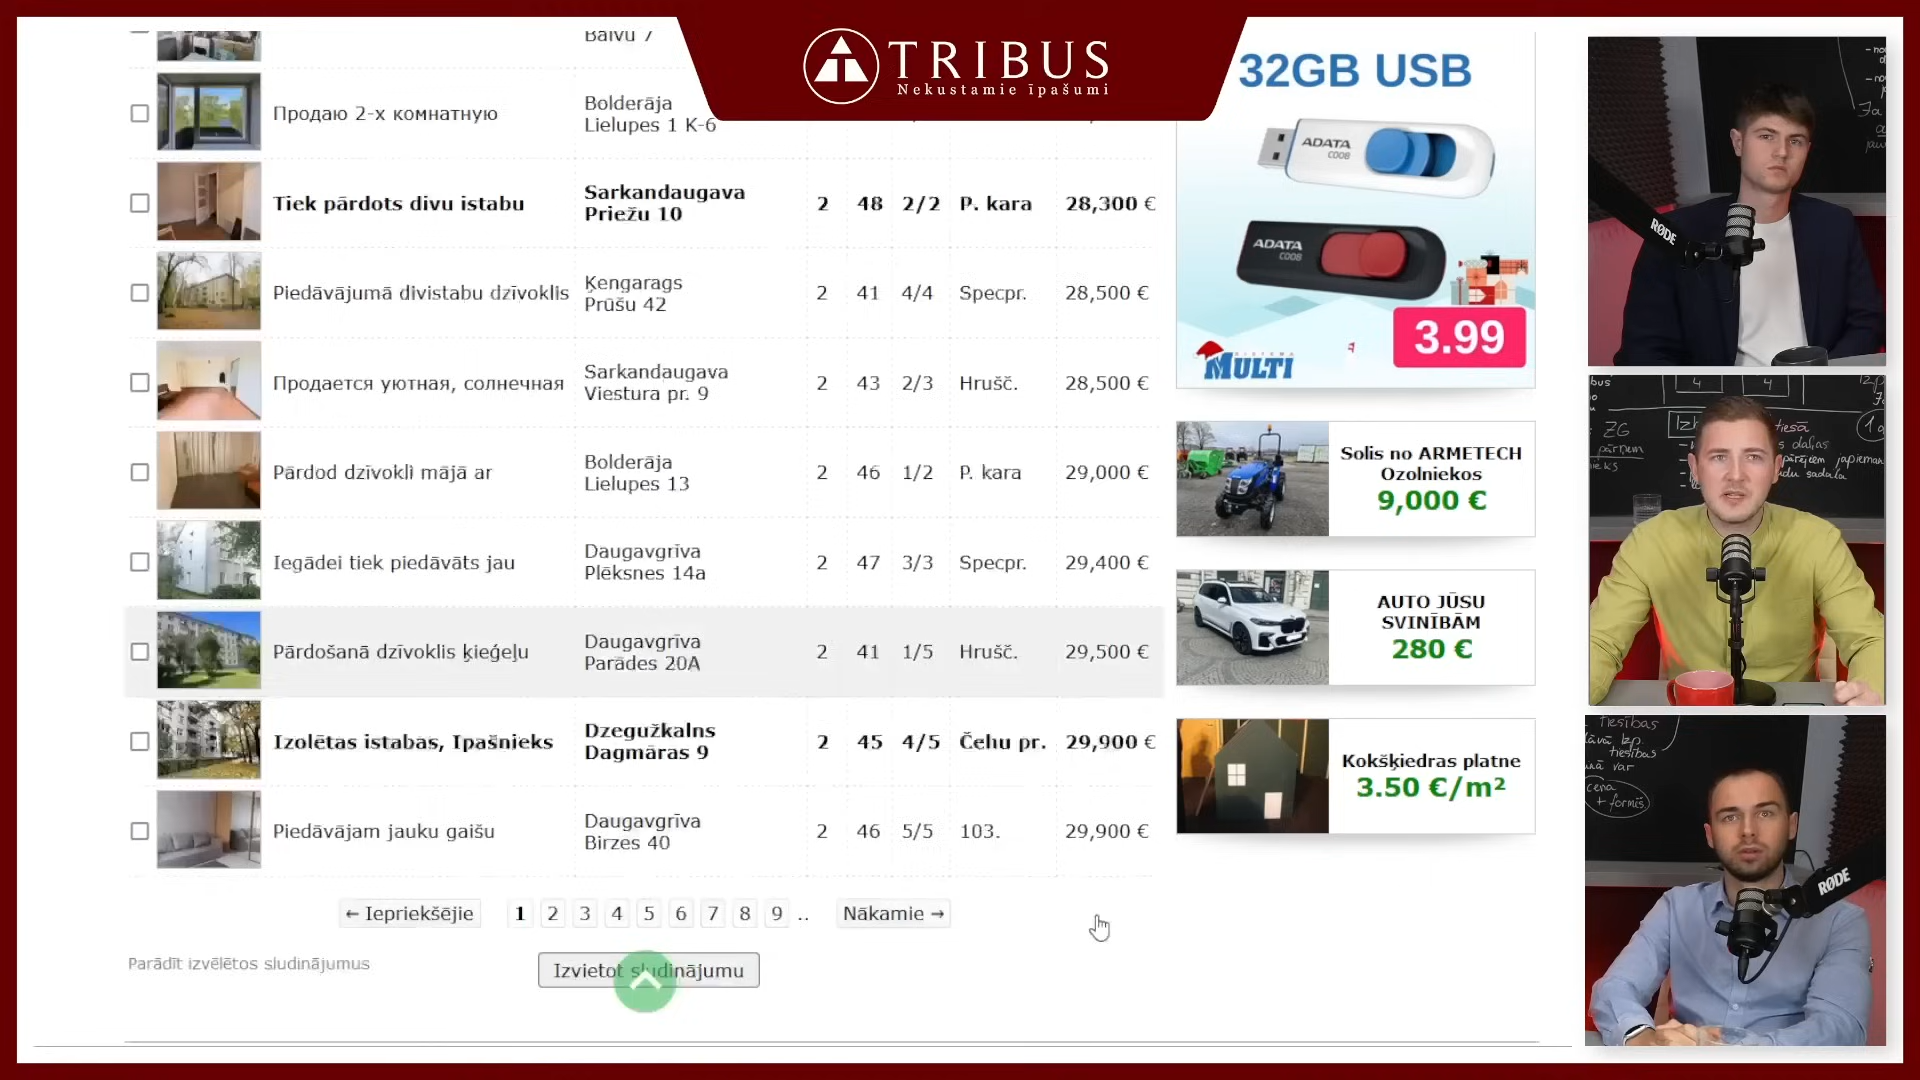 TRIBUS
Nekustamie īpašumi
Balvu 7
Продаю 2-х комнатную
Bolderāja
Lielupes 1 K-6
Tiek pārdots divu istabu
Sarkandaugava
Priežu 10
2 48 2/2 P. kara 28,300 €
Piedāvājumā divistabu dzīvoklis
Ķengarags
Prūšu 42
2 41 4/4 Specpr. 28,500 €
Продается уютная, солнечная
Sarkandaugava
Viestura pr. 9
2 43 2/3 Hrušč. 28,500 €
Pārdod dzīvokli mājā ar
Bolderāja
Lielupes 13
2 46 1/2 P. kara 29,000 €
Iegādei tiek piedāvāts jau
Daugavgrīva
Plēksnes 14a
2 47 3/3 Specpr. 29,400 €
Pārdošanā dzīvoklis ķieģeļu
Daugavgrīva
Parādes 20A
2 41 1/5 Hrušč. 29,500 €
Izolētas istabas, Īpašnieks
Dzegužkalns
Dagmāras 9
2 45 4/5 Čehu pr. 29,900 €
Piedāvājam jauku gaišu
Daugavgrīva
Birzes 40
2 46 5/5 103. 29,900 €
← Iepriekšējie 1 2 3 4 5 6 7 8 9 .. Nākamie →
Parādīt izvēlētos sludinājumus
Izvietot sludinājumu
32GB USB
ADATA
C008
ADATA
C008
3.99
MULTI
Solis no ARMETECH
Ozolniekos
9,000 €
AUTO JŪSU
SVINĪBĀM
280 €
Kokšķiedras platne
3.50 €/m²
RØDE
ZG
RØDE
tiesības
cena
+ formis